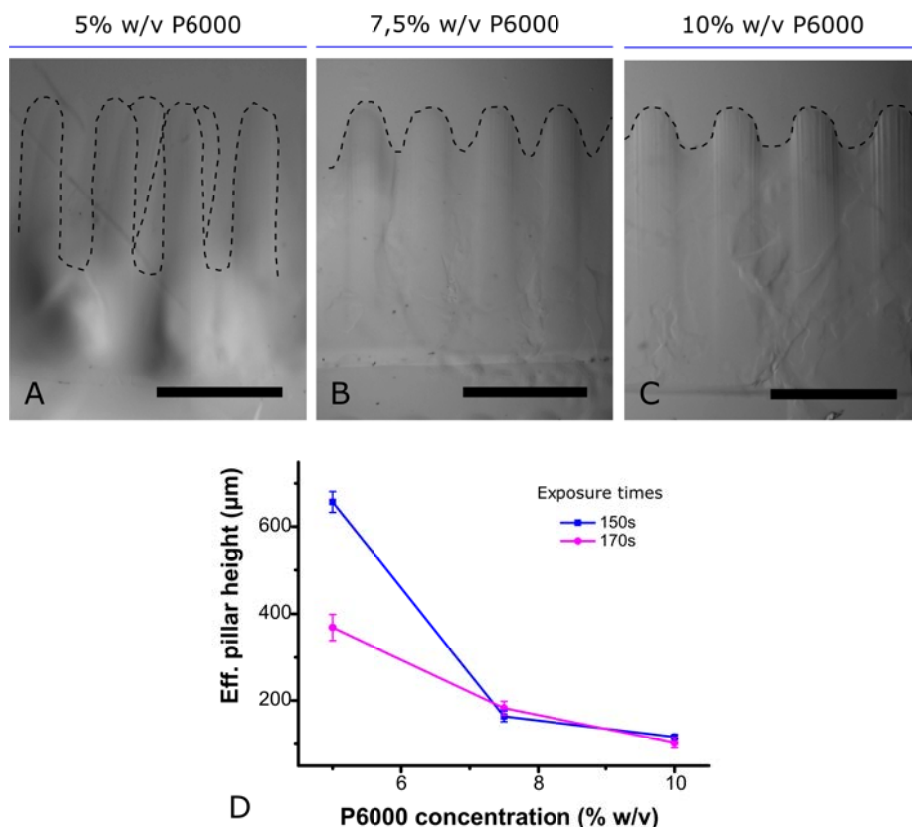 5% w/v P6000
7,5% w/v P6000
10% w/v P6000
A
B
C
Eff. pillar height (µm)
600
400
200
Exposure times
150s
170s
6
8
10
D
P6000 concentration (% w/v)